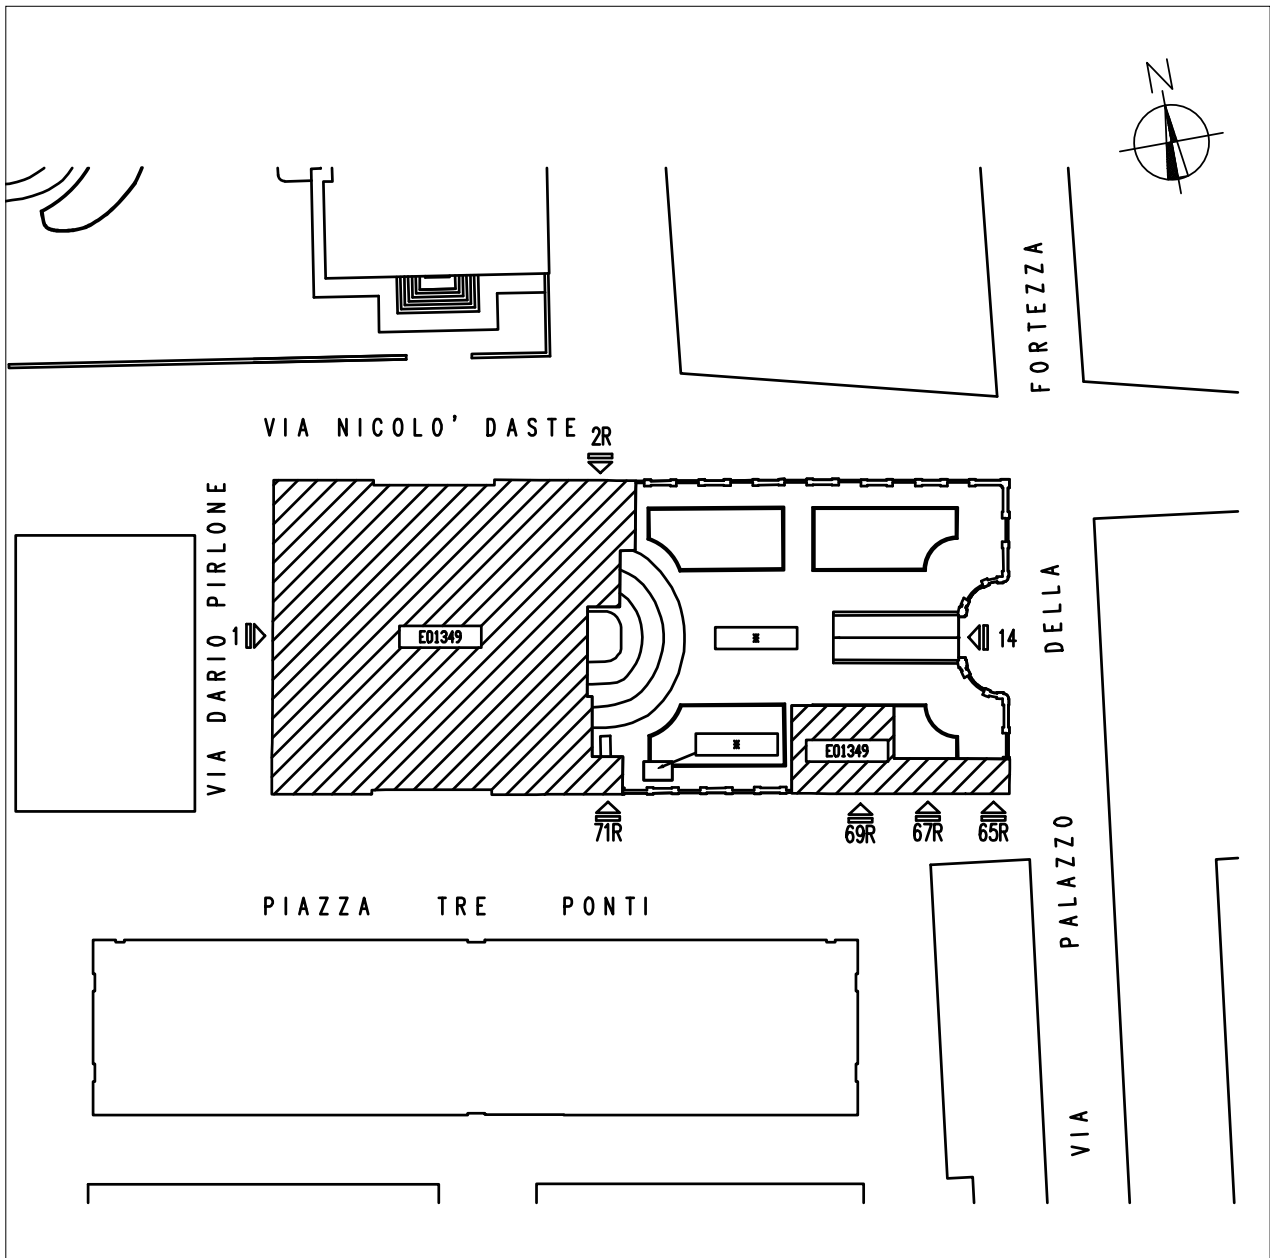 N
VIA NICOLO' DASTE
2R
VIA DARIO PIRLONE
1
E01349
14
E01349
71R
69R
67R
65R
PIAZZA TRE PONTI
VIA PALAZZO DELLA FORTEZZA